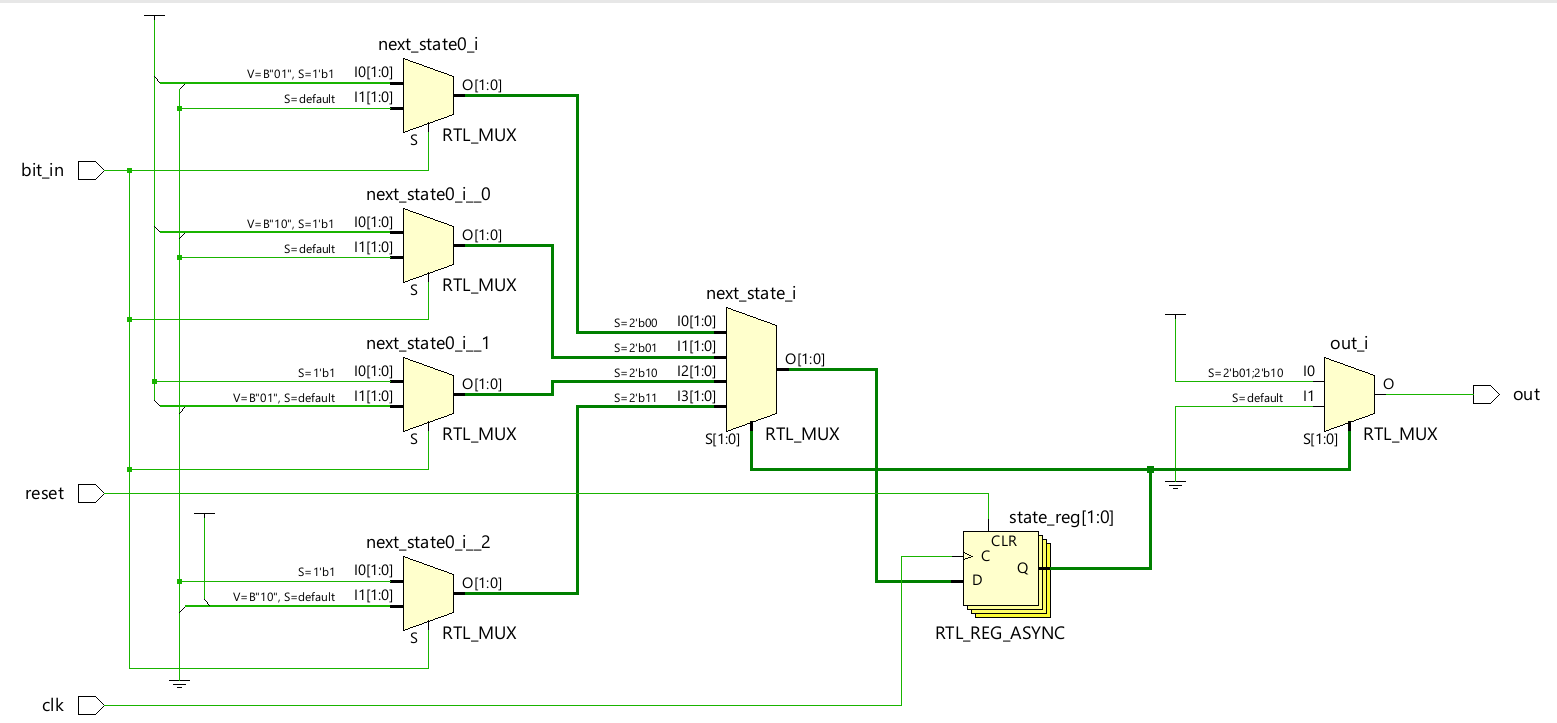 next_state0_i
V=B"01", S=1'b1 I0[1:0]
S=default I1[1:0]
O[1:0]
S
RTL_MUX
bit_in
next_state0_i__0
V=B"10", S=1'b1 I0[1:0]
S=default I1[1:0]
O[1:0]
S
RTL_MUX
next_state0_i__1
S=1'b1 I0[1:0]
V=B"01", S=default I1[1:0]
O[1:0]
S
RTL_MUX
next_state_i
S=2'b00 I0[1:0]
S=2'b01 I1[1:0]
S=2'b10 I2[1:0]
S=2'b11 I3[1:0]
O[1:0]
S[1:0]
RTL_MUX
out_i
S=2'b01;2'b10 I0
S=default I1
O
S[1:0]
RTL_MUX
out
reset
next_state0_i__2
S=1'b1 I0[1:0]
V=B"10", S=default I1[1:0]
O[1:0]
S
RTL_MUX
state_reg[1:0]
CLR
C
D
Q
RTL_REG_ASYNC
clk